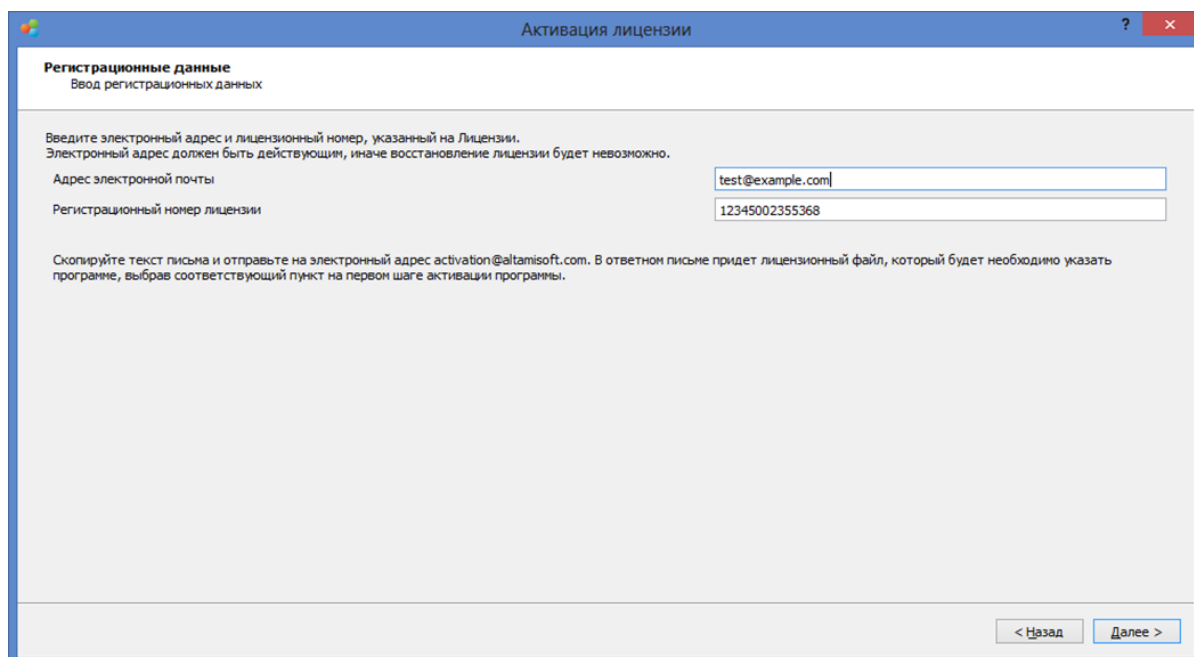 Активация лицензии
?
Регистрационные данные
Ввод регистрационных данных
Введите электронный адрес и лицензионный номер, указанный на Лицензии.
Электронный адрес должен быть действующим, иначе восстановление лицензии будет невозможно.
Адрес электронной почты
test@example.com
Регистрационный номер лицензии
12345002355368
Скопируйте текст письма и отправьте на электронный адрес activation@altamisoft.com. В ответном письме придет лицензионный файл, который будет необходимо указать
программе, выбрав соответствующий пункт на первом шаге активации программы.
< Назад
Далее >